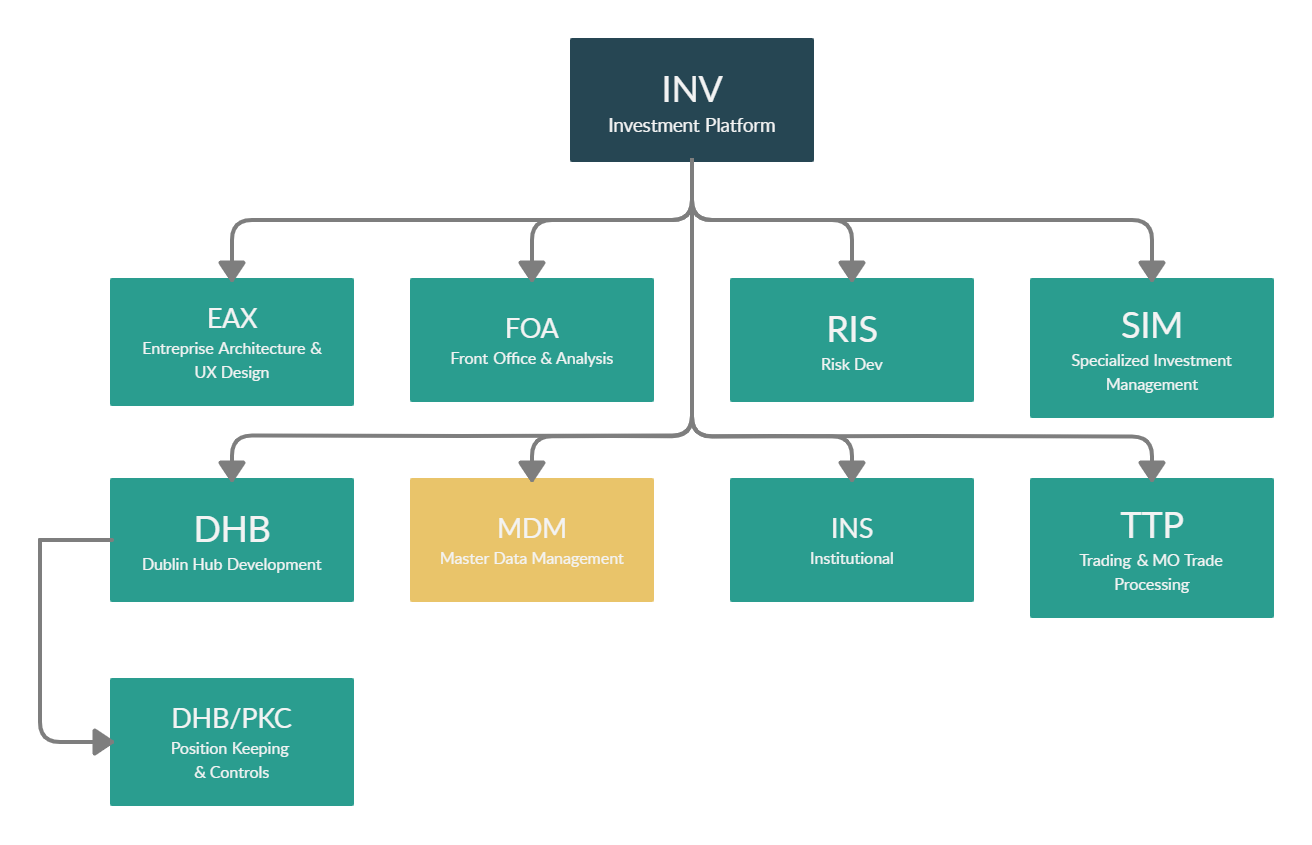 INV
Investment Platform
EAX
Entreprise Architecture &
UX Design
FOA
Front Office & Analysis
RIS
Risk Dev
SIM
Specialized Investment
Management
DHB
Dublin Hub Development
MDM
Master Data Management
INS
Institutional
TTP
Trading & MO Trade
Processing
DHB/PKC
Position Keeping
& Controls